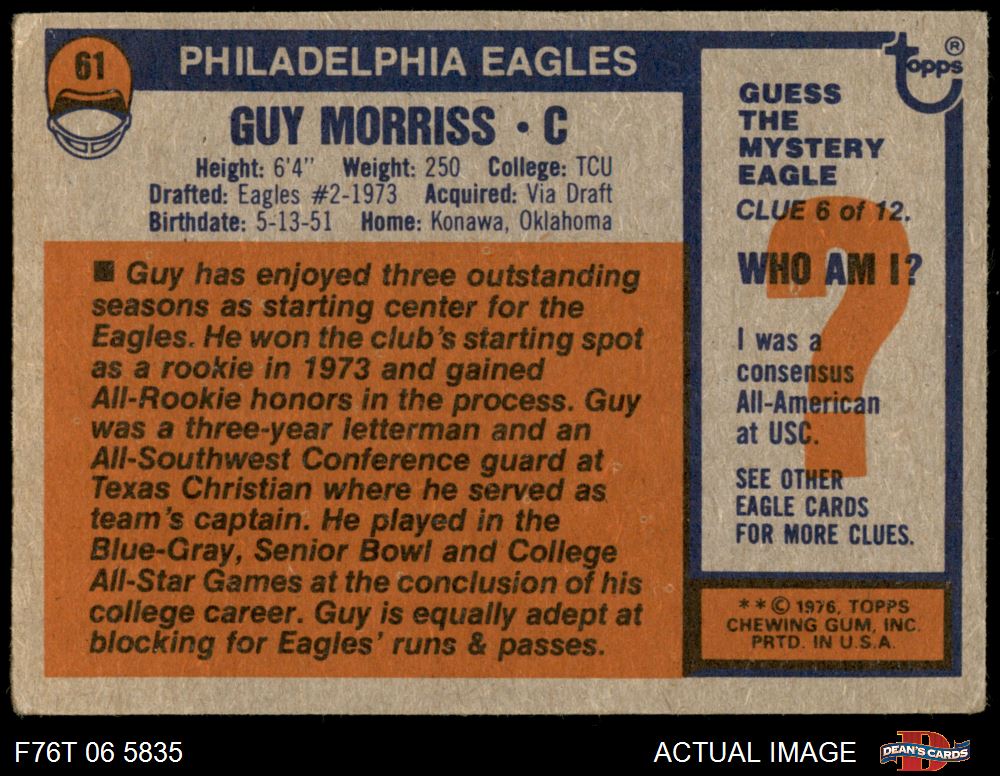 61
PHILADELPHIA EAGLES
GUY MORRISS • C
Height: 6'4" Weight: 250 College: TCU
Drafted: Eagles #2-1973 Acquired: Via Draft
Birthdate: 5-13-51 Home: Konawa, Oklahoma
■ Guy has enjoyed three outstanding
seasons as starting center for the
Eagles. He won the club's starting spot
as a rookie in 1973 and gained
All-Rookie honors in the process. Guy
was a three-year letterman and an
All-Southwest Conference guard at
Texas Christian where he served as
team's captain. He played in the
Blue-Gray, Senior Bowl and College
All-Star Games at the conclusion of his
college career. Guy is equally adept at
blocking for Eagles' runs & passes.
topps ®
GUESS
THE
MYSTERY
EAGLE
CLUE 6 of 12.
WHO AM I?
I was a
consensus
All-American
at USC.
SEE OTHER
EAGLE CARDS
FOR MORE CLUES.
**© 1976, TOPPS
CHEWING GUM, INC.
PRTD. IN U.S.A.
F76T 06 5835
ACTUAL IMAGE
D
DEAN'S CARDS